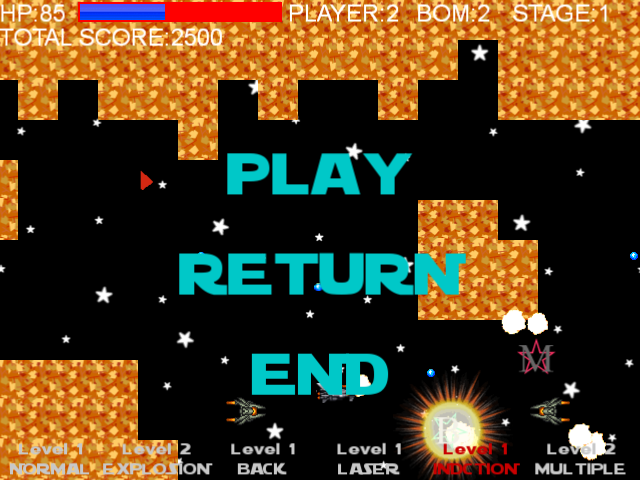 HP:85 PLAYER:2 BOM:2 STAGE:1
TOTAL SCORE:2500
PLAY
RETURN
END
M
Level 1 Level 2 Level 1 Level 1 Level 1 Level 2
NORMAL EXPLOSION BACK LASER INDCTION MULTIPLE